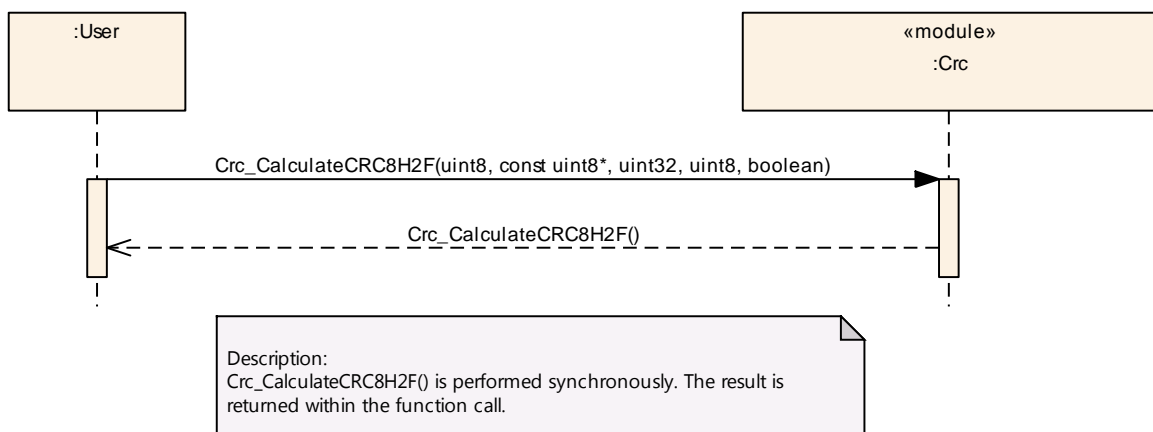 :User
«module»
:Crc
Crc_CalculateCRC8H2F(uint8, const uint8*, uint32, uint8, boolean)
Crc_CalculateCRC8H2F()
Description:
Crc_CalculateCRC8H2F() is performed synchronously. The result is
returned within the function call.